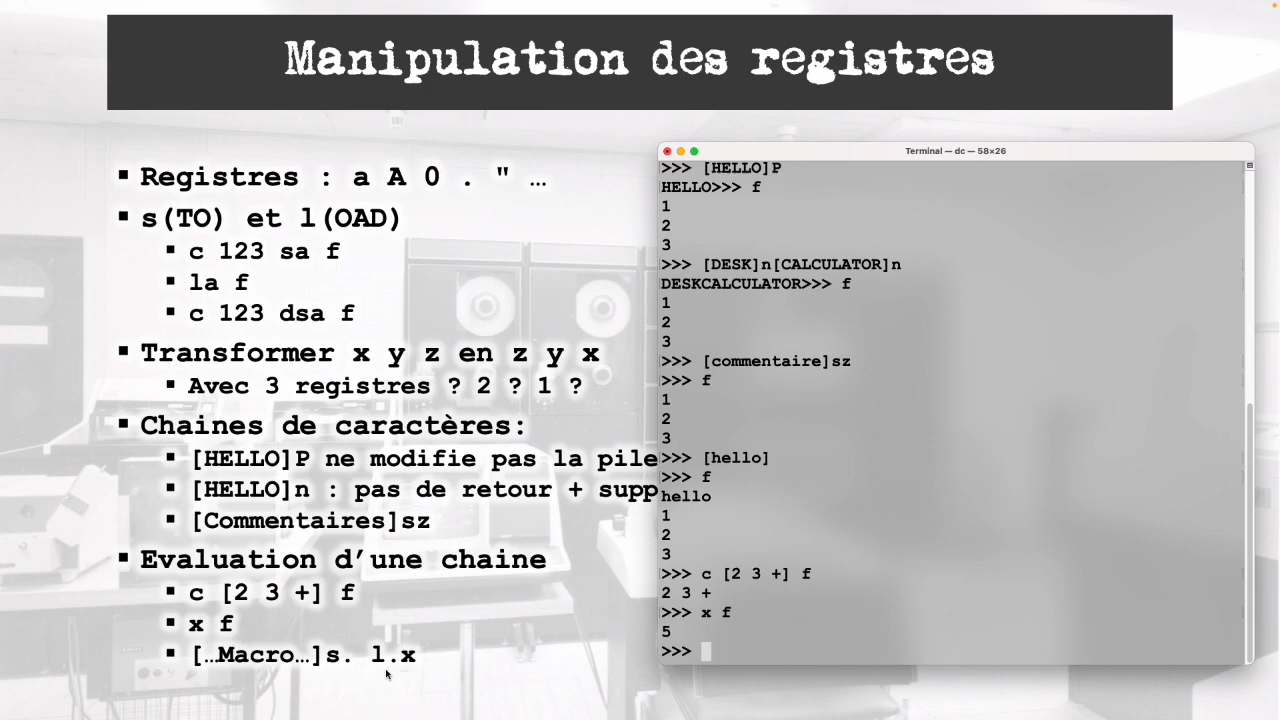 Manipulation des registres
Registres : a A 0 . " …
s(TO) et l(OAD)
c 123 sa f
la f
c 123 dsa f
Transformer x y z en z y x
Avec 3 registres ? 2 ? 1 ?
Chaines de caractères:
[HELLO]P ne modifie pas la pile
[HELLO]n : pas de retour + supp
[Commentaires]sz
Evaluation d’une chaine
c [2 3 +] f
x f
[…Macro…]s. l.x
Terminal — dc — 58×26
>>> [HELLO]P
HELLO>>> f
1
2
3
>>> [DESK]n[CALCULATOR]n
DESKCALCULATOR>>> f
1
2
3
>>> [commentaire]sz
>>> f
1
2
3
>>> [hello]
>>> f
hello
1
2
3
>>> c [2 3 +] f
2 3 +
>>> x f
5
>>>